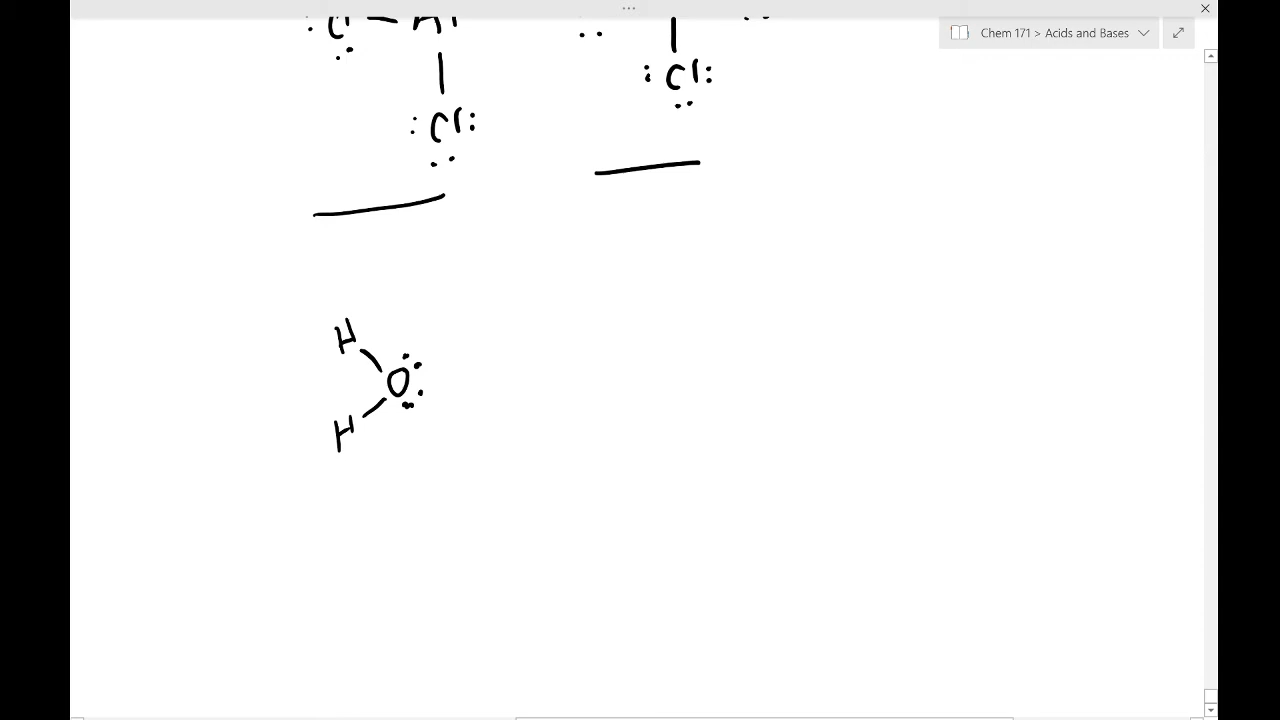 Chem 171 > Acids and Bases
:Cl — Al
:Cl:
:Cl:
H
O
H